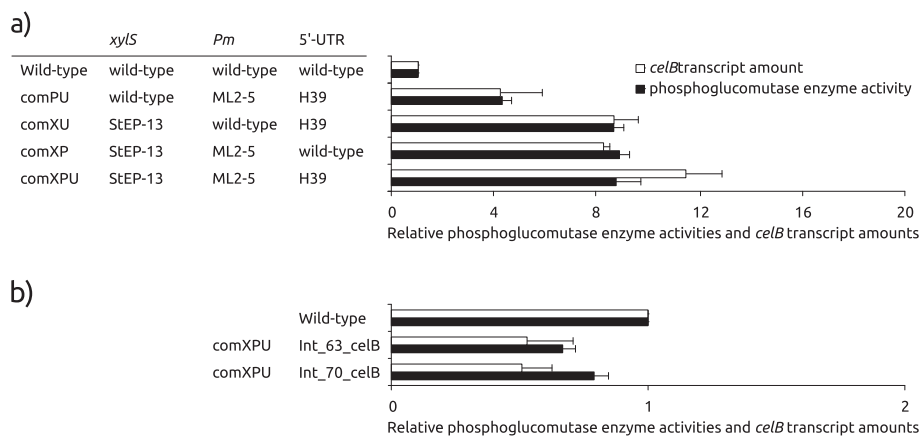 a)
xylS Pm 5'-UTR
Wild-type wild-type wild-type wild-type
comPU wild-type ML2-5 H39
comXU StEP-13 wild-type H39
comXP StEP-13 ML2-5 wild-type
comXPU StEP-13 ML2-5 H39
celBtranscript amount
phosphoglucomutase enzyme activity
0 4 8 12 16 20
Relative phosphoglucomutase enzyme activities and celB transcript amounts
b)
Wild-type
comXPU Int_63_celB
comXPU Int_70_celB
0 1 2
Relative phosphoglucomutase enzyme activities and celB transcript amounts